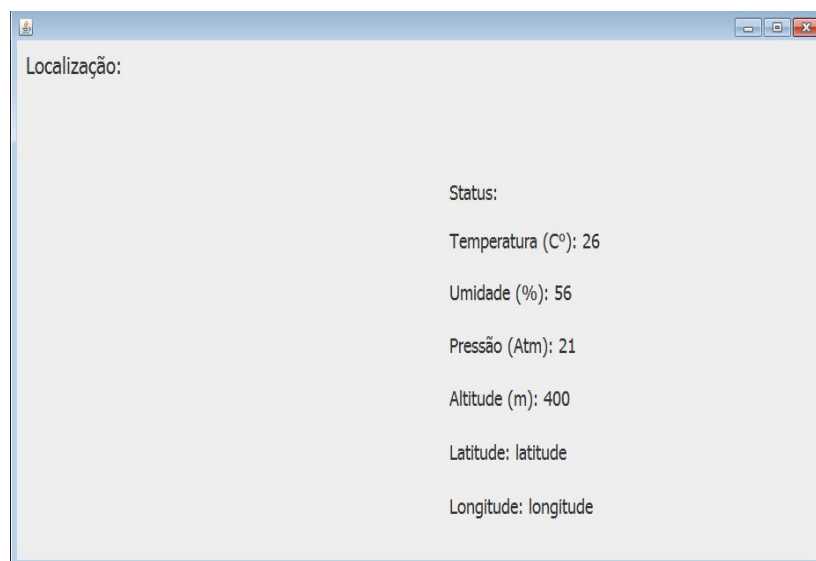 Localização:
Status:
Temperatura (Cº): 26
Umidade (%): 56
Pressão (Atm): 21
Altitude (m): 400
Latitude: latitude
Longitude: longitude